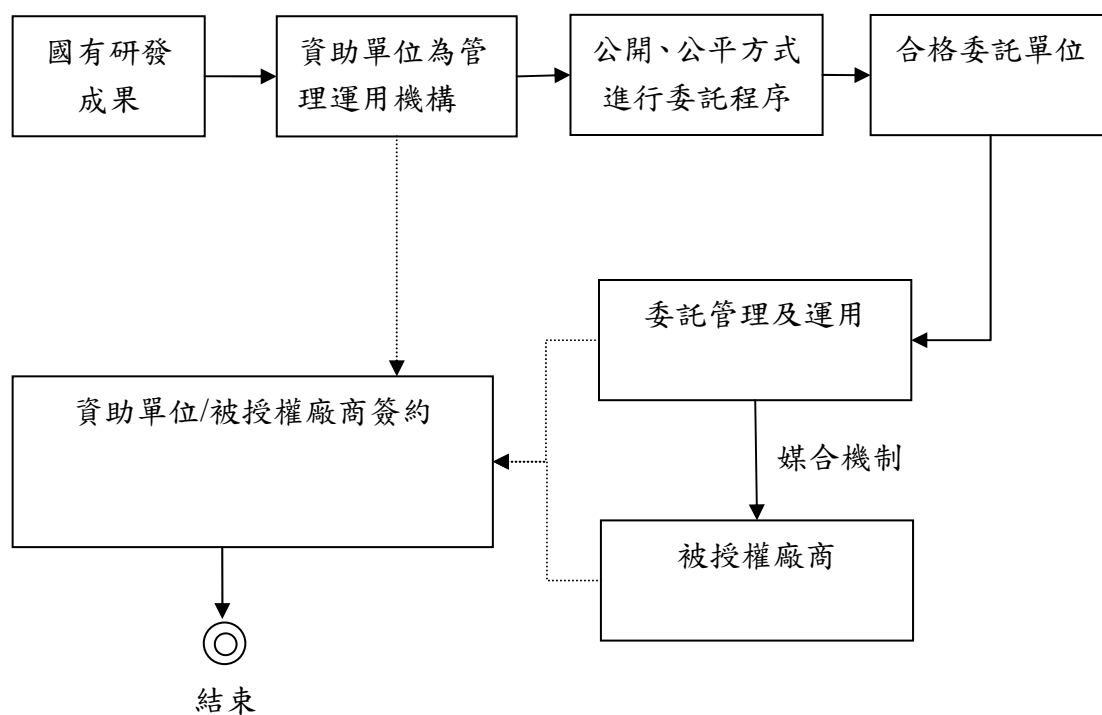 國有研發
成果
資助單位為管
理運用機構
公開、公平方式
進行委託程序
合格委託單位
委託管理及運用
資助單位/被授權廠商簽約
媒合機制
被授權廠商
結束